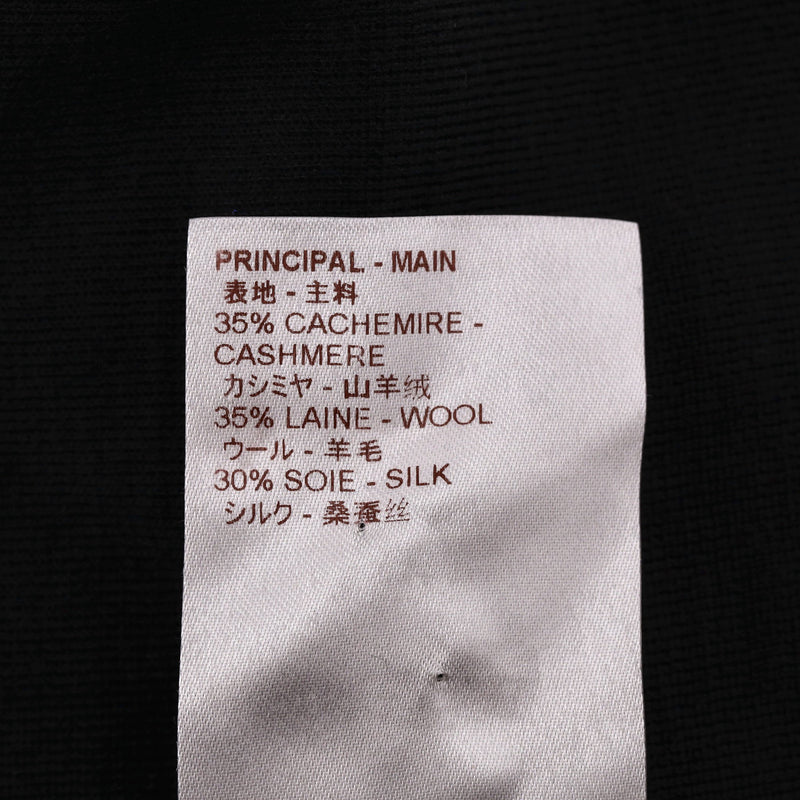 PRINCIPAL - MAIN
表地 - 主料
35% CACHEMIRE -
CASHMERE
カシミヤ - 山羊绒
35% LAINE - WOOL
ウール - 羊毛
30% SOIE - SILK
シルク - 桑蚕丝